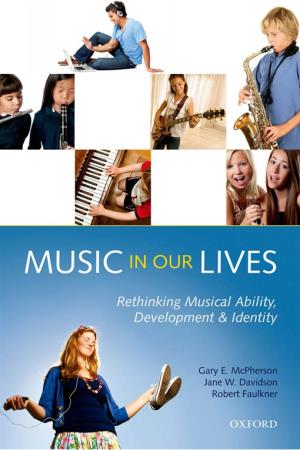 MUSIC IN OUR LIVES
Rethinking Musical Ability,
Development & Identity
Gary E. McPherson
Jane W. Davidson
Robert Faulkner
OXFORD